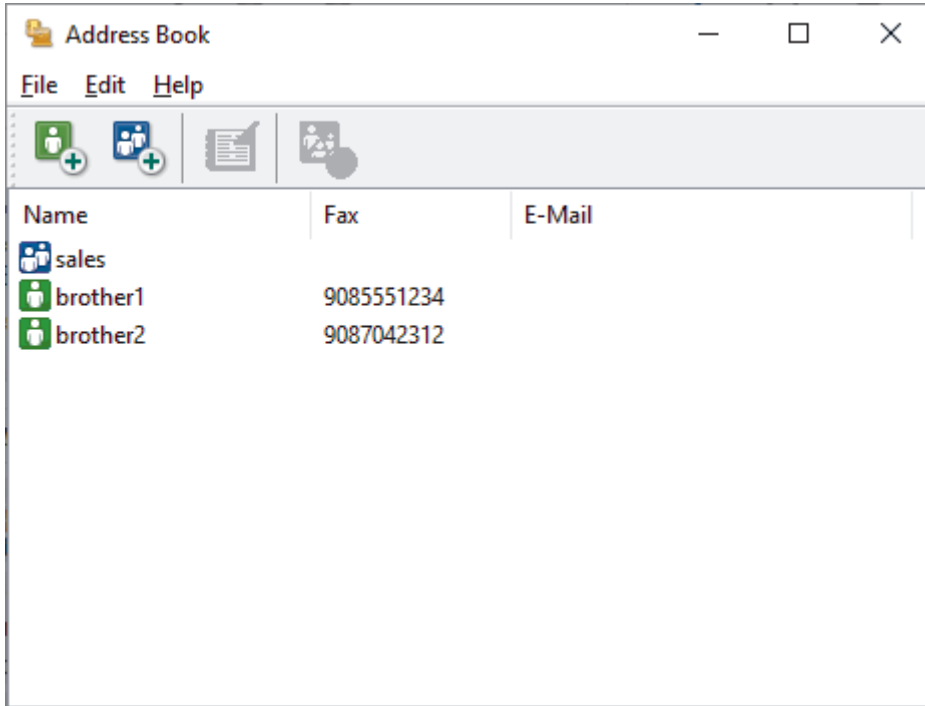 Address Book
File Edit Help
Name Fax E-Mail
sales
brother1 9085551234
brother2 9087042312